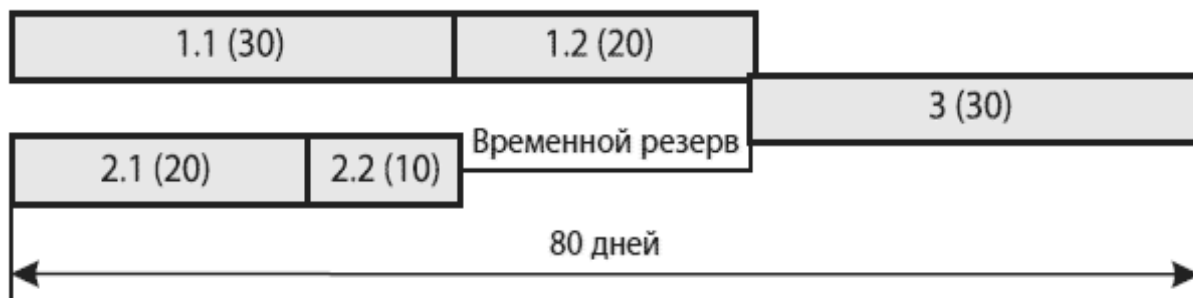 1.1 (30)
1.2 (20)
3 (30)
Временной резерв
2.1 (20)
2.2 (10)
80 дней